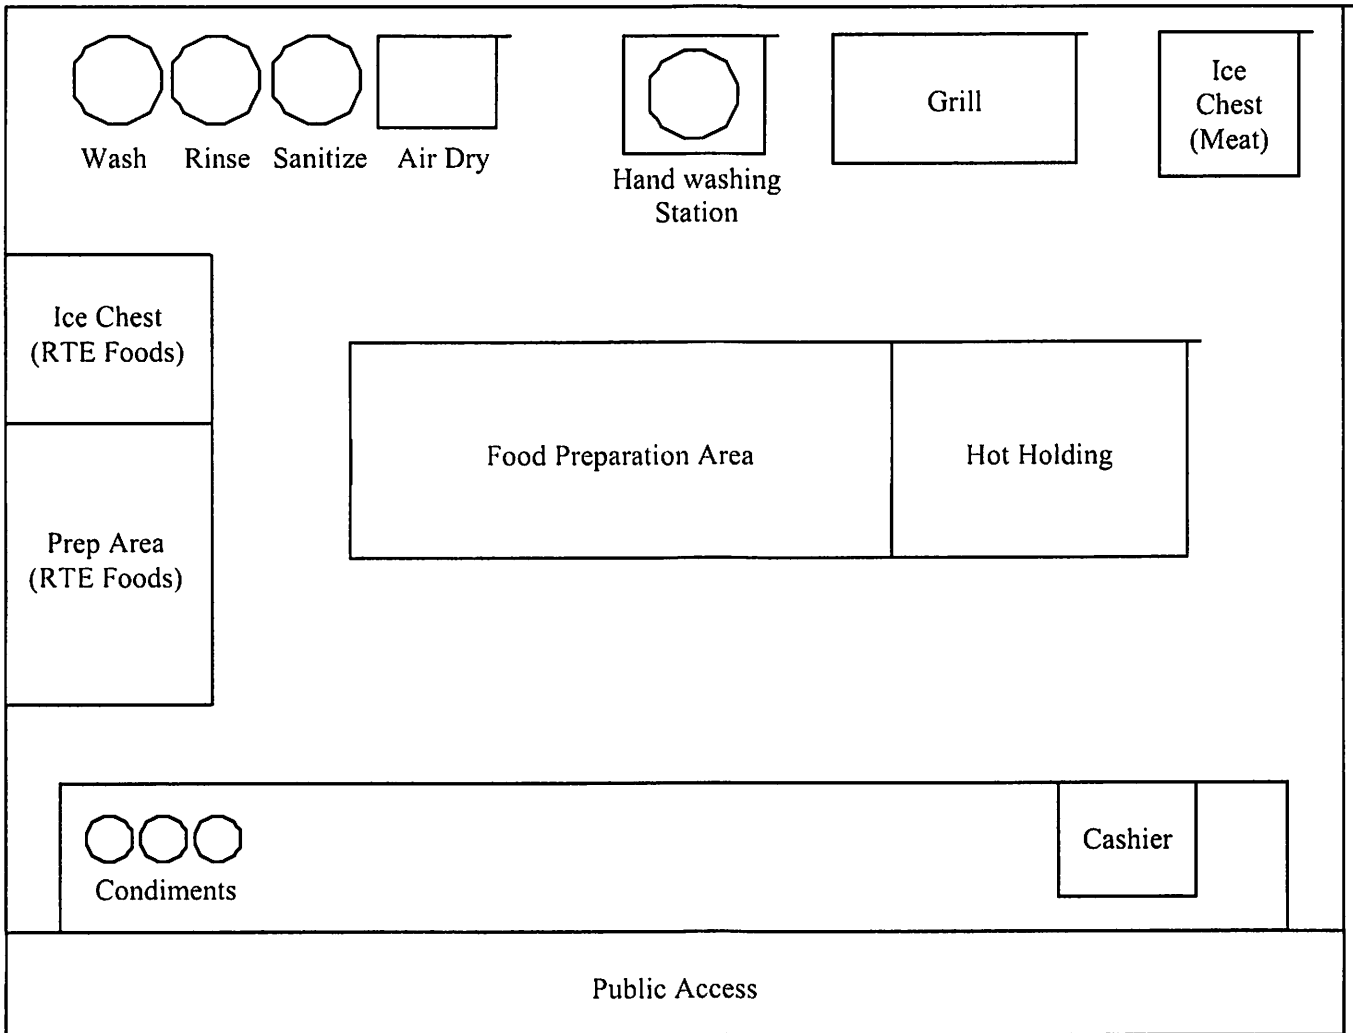 Wash
Rinse
Sanitize
Air Dry
Hand washing
Station
Grill
Ice
Chest
(Meat)
Ice Chest
(RTE Foods)
Food Preparation Area
Hot Holding
Prep Area
(RTE Foods)
Condiments
Cashier
Public Access